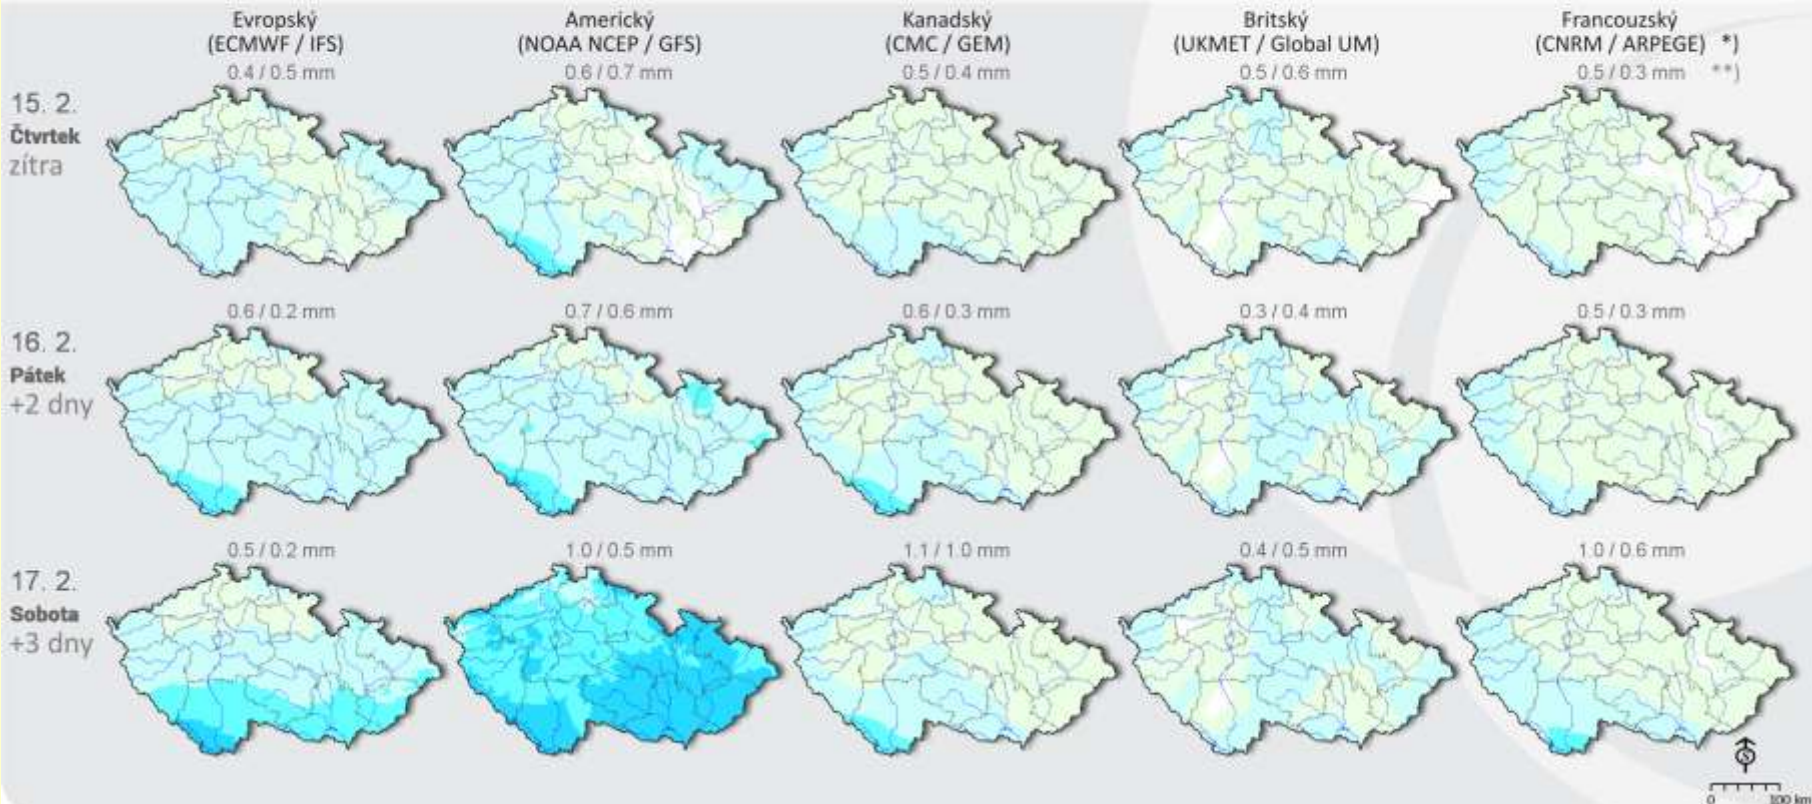 Evropský
(ECMWF / IFS)
Americký
(NOAA NCEP / GFS)
Kanadský
(CMC / GEM)
Britský
(UKMET / Global UM)
Francouzský
(CNRM / ARPEGE) *)
0.4 / 0.5 mm
0.6 / 0.7 mm
0.5 / 0.4 mm
0.5 / 0.6 mm
0.5 / 0.3 mm **)
15. 2.
Čtvrtek
zítra
0.6 / 0.2 mm
0.7 / 0.6 mm
0.6 / 0.3 mm
0.3 / 0.4 mm
0.5 / 0.3 mm
16. 2.
Pátek
+2 dny
0.5 / 0.2 mm
1.0 / 0.5 mm
1.1 / 1.0 mm
0.4 / 0.5 mm
1.0 / 0.6 mm
17. 2.
Sobota
+3 dny
S
0 100 km